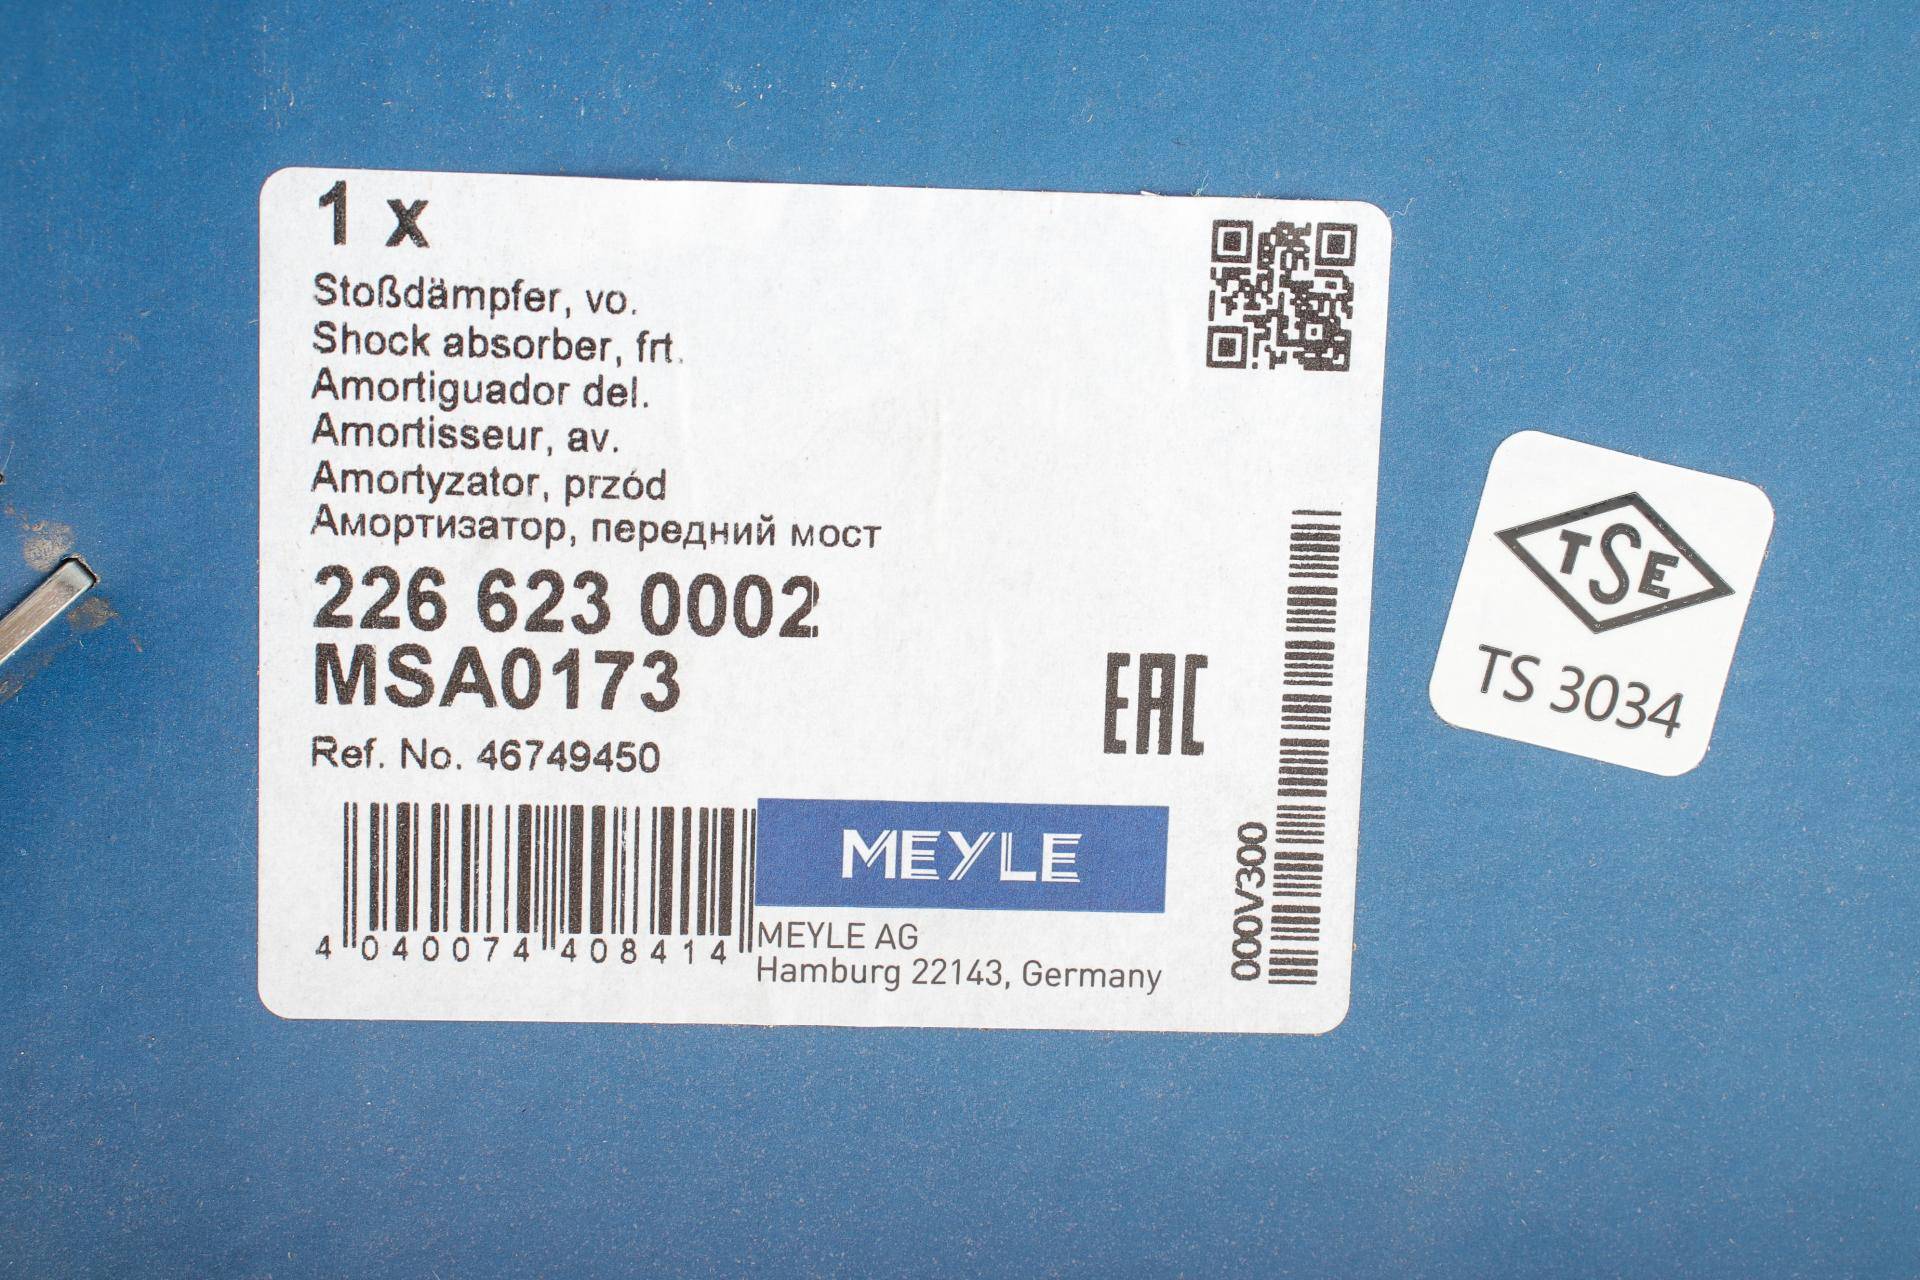 1 x
Stoßdämpfer, vo.
Shock absorber, frt.
Amortiguador del.
Amortisseur, av.
Amortyzator, przód
Амортизатор, передний мост
226 623 0002
MSA0173
Ref. No. 46749450
EAC
4 040074 408414
MEYLE
MEYLE AG
Hamburg 22143, Germany
000V300
TSE
TS 3034